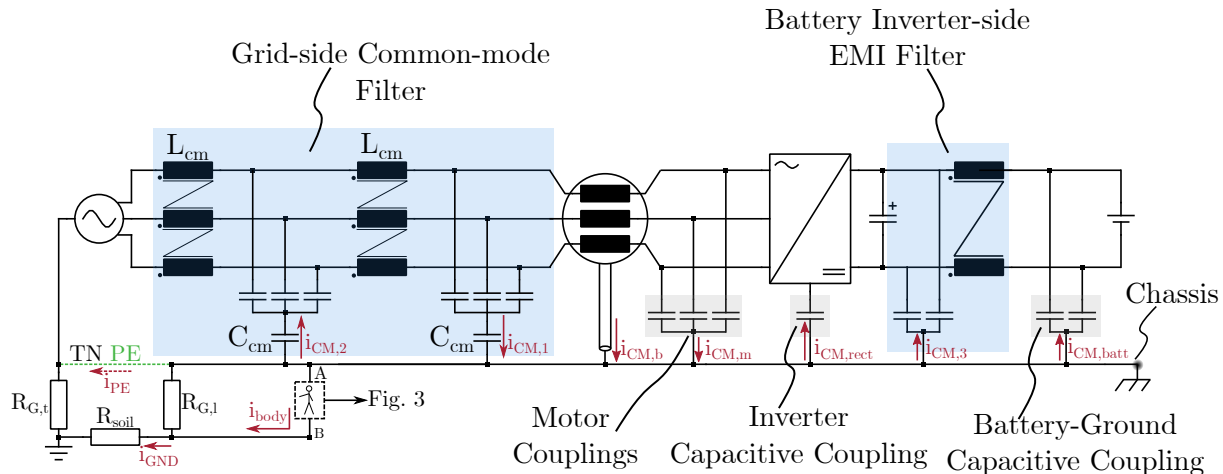 Grid-side Common-mode
Filter
Battery Inverter-side
EMI Filter
L_cm
L_cm
+
C_cm
i_CM,2
C_cm
i_CM,1
i_CM,b
i_CM,m
i_CM,rect
i_CM,3
i_CM,batt
Chassis
TN PE
i_PE
R_G,t
R_soil
R_G,l
i_GND
i_body
A
B
Fig. 3
Motor
Couplings
Inverter
Capacitive Coupling
Battery-Ground
Capacitive Coupling